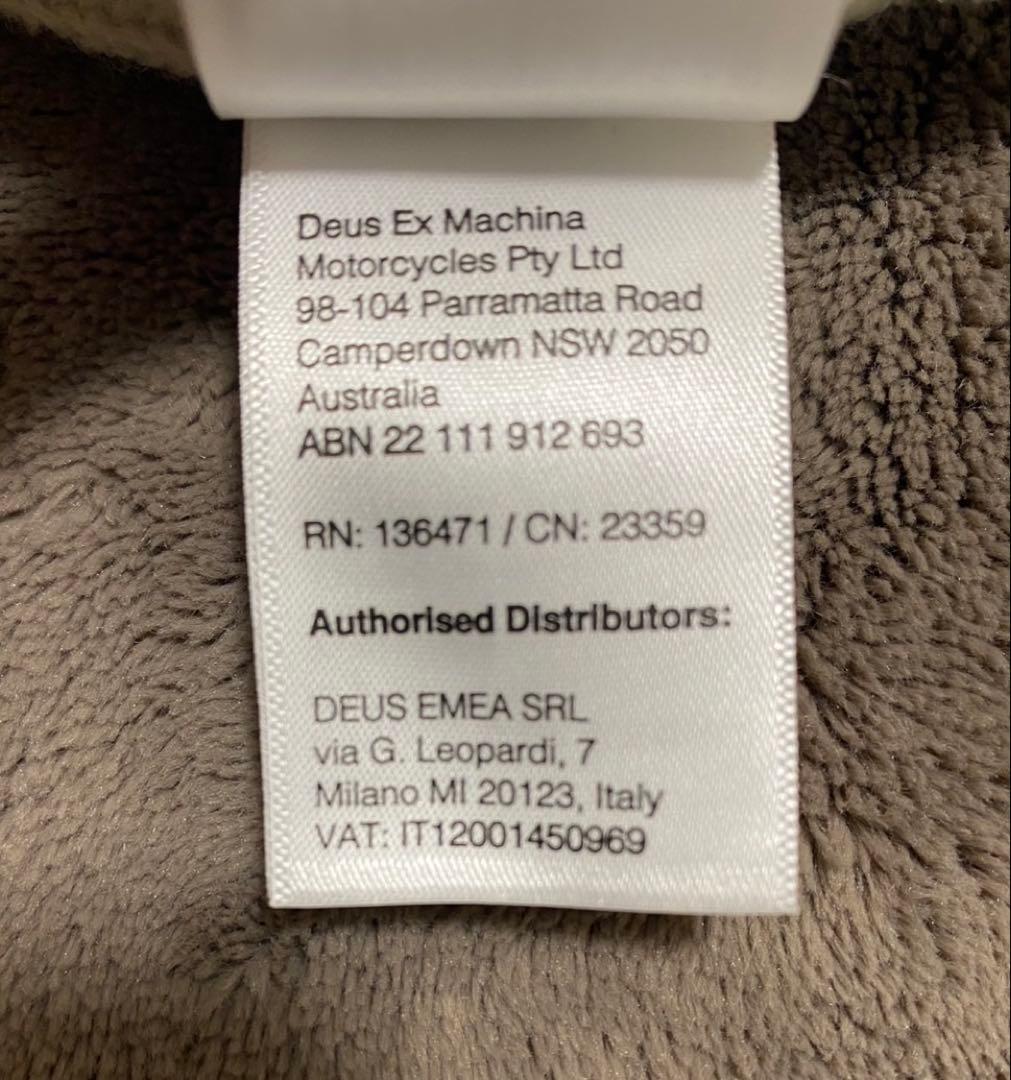 Deus Ex Machina
Motorcycles Pty Ltd
98-104 Parramatta Road
Camperdown NSW 2050
Australia
ABN 22 111 912 693
RN: 136471 / CN: 23359
Authorised Distributors:
DEUS EMEA SRL
via G. Leopardi, 7
Milano MI 20123, Italy
VAT: IT12001450969